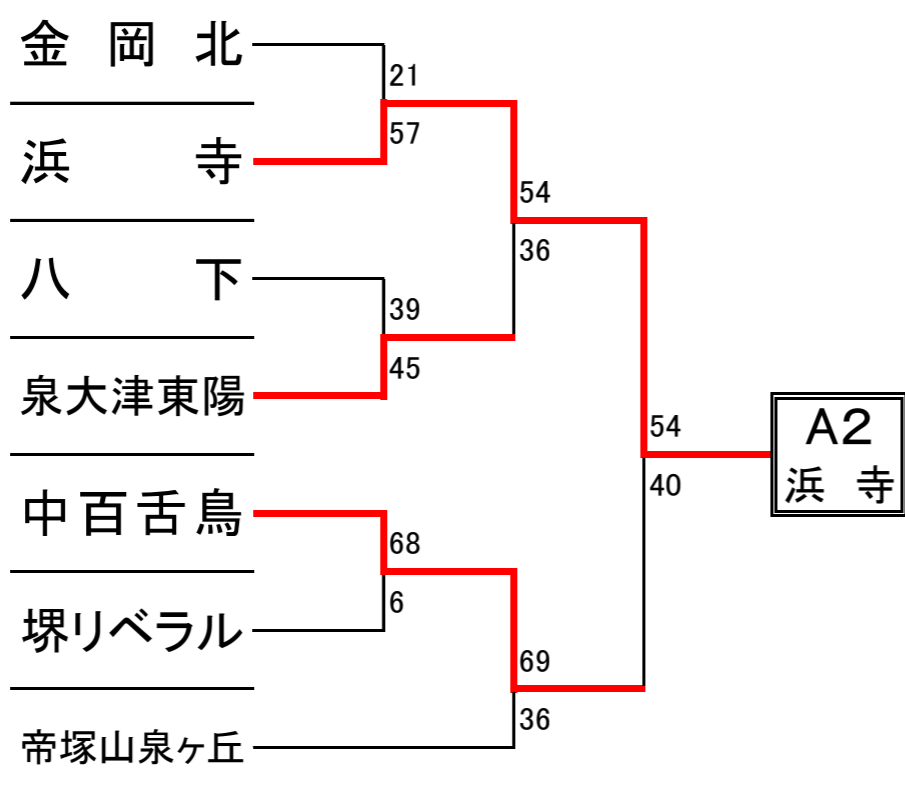 金岡北
21
57
浜寺
54
36
八下
39
45
泉大津東陽
54
40
A2
浜寺
中百舌鳥
68
6
堺リベラル
69
36
帝塚山泉ヶ丘